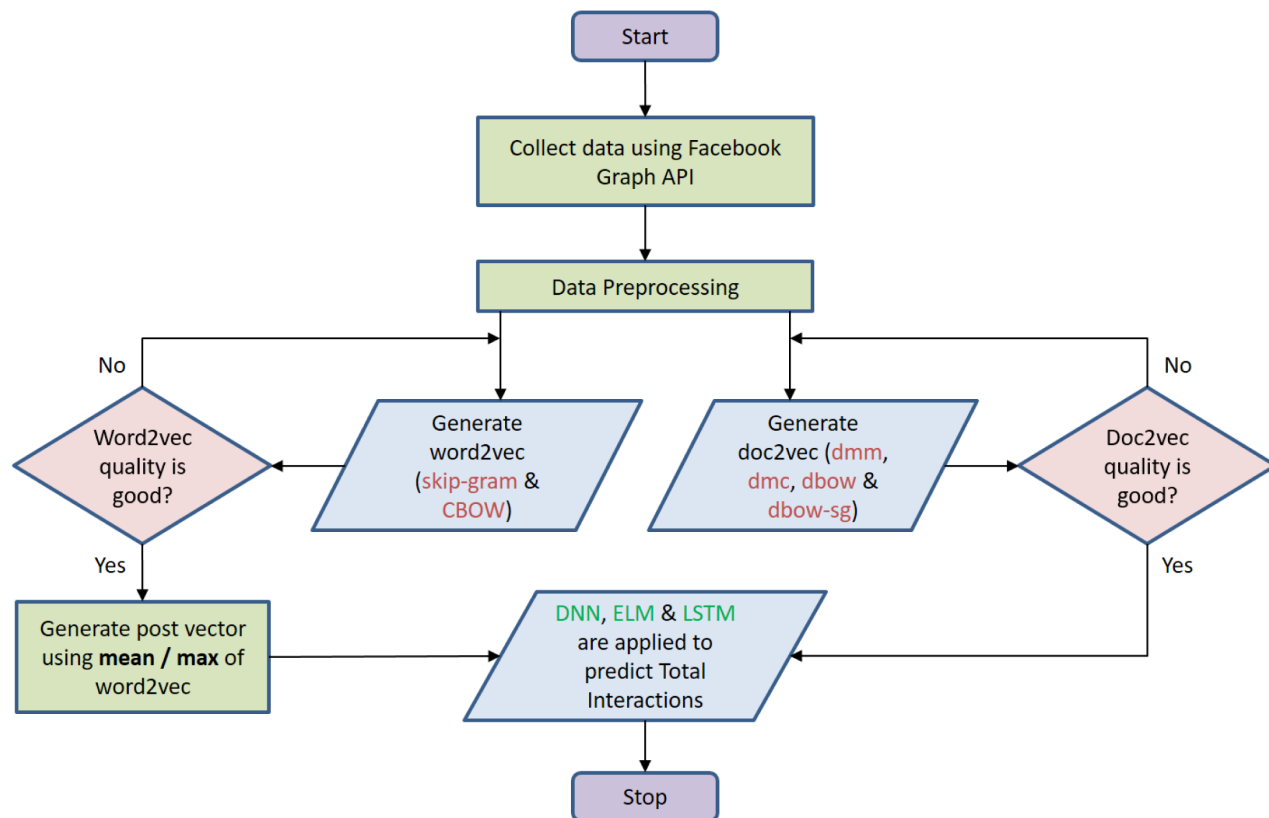 Start
Collect data using Facebook
Graph API
Data Preprocessing
No
No
Word2vec
quality is
good?
Generate
word2vec
(skip-gram &
CBOW)
Generate
doc2vec (dmm,
dmc, dbow &
dbow-sg)
Doc2vec
quality is
good?
Yes
Yes
Generate post vector
using mean / max of
word2vec
DNN, ELM & LSTM
are applied to
predict Total
Interactions
Stop